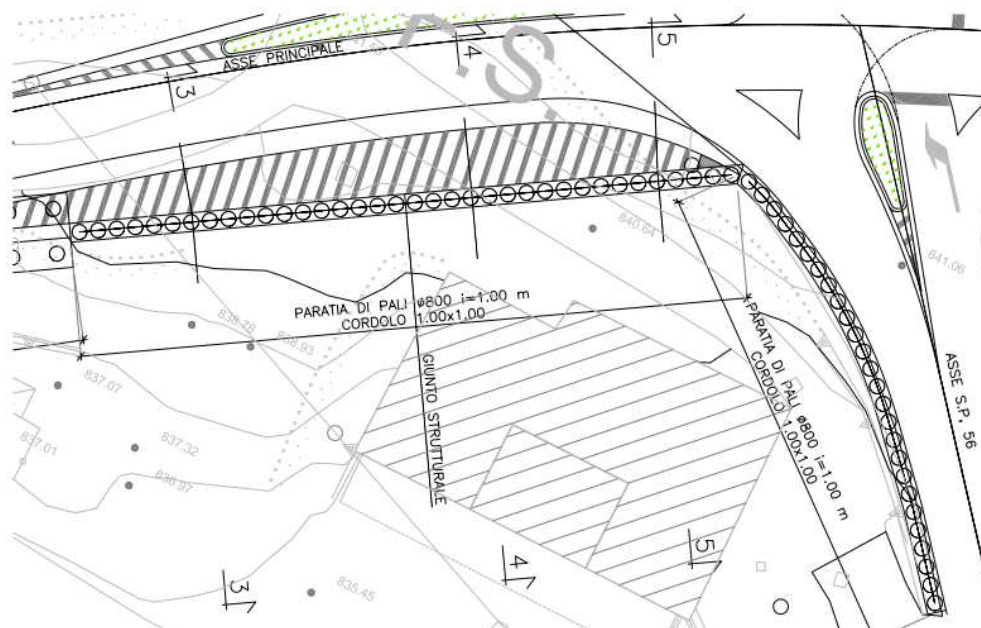 A.S.
ASSE PRINCIPALE
3
4
5
840.64
841.06
PARATIA DI PALI ø800 i=1.00 m
CORDOLO 1.00x1.00
838.78
838.93
GIUNTO STRUTTURALE
PARATIA DI PALI ø800 i=1.00 m
CORDOLO 1.00x1.00
ASSE S.P. 56
837.07
837.01
837.32
836.97
835.45
3
4
5